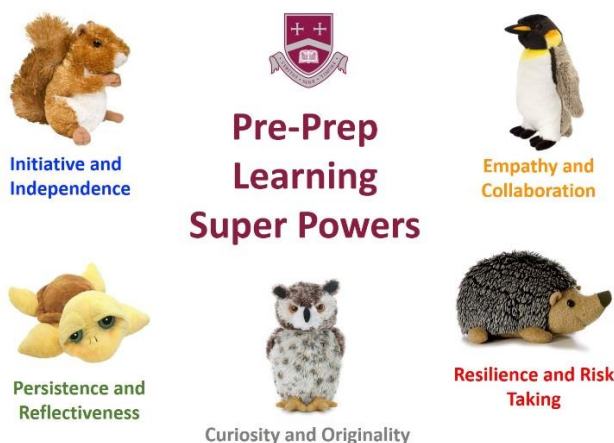 Pre-Prep
Learning
Super Powers
Initiative and
Independence
Empathy and
Collaboration
Persistence and
Reflectiveness
Curiosity and Originality
Resilience and Risk
Taking